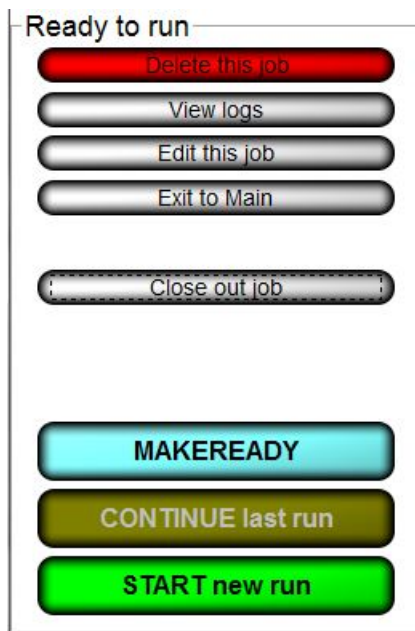 Ready to run
Delete this job
View logs
Edit this job
Exit to Main
Close out job
MAKEREADY
CONTINUE last run
START new run